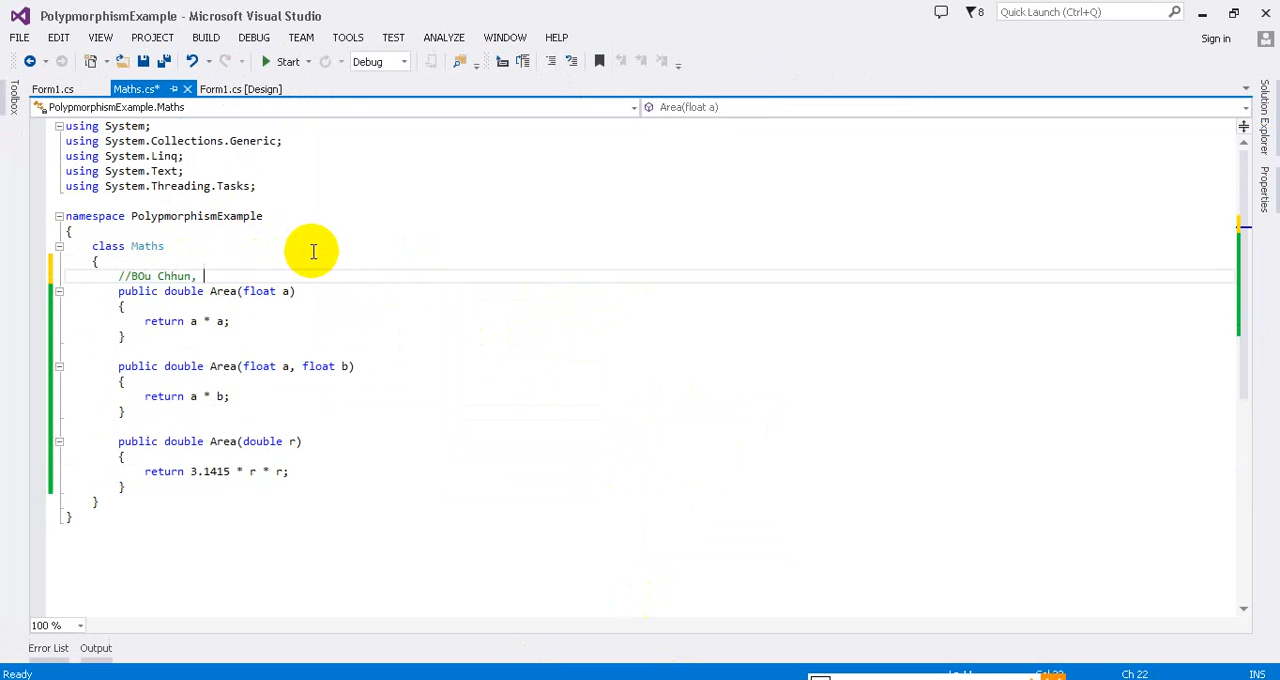 PolypmorphismExample - Microsoft Visual Studio
8
Quick Launch (Ctrl+Q)
FILE EDIT VIEW PROJECT BUILD DEBUG TEAM TOOLS TEST ANALYZE WINDOW HELP
Sign in
Start Debug
Toolbox
Form1.cs Maths.cs* Form1.cs [Design]
PolypmorphismExample.Maths Area(float a)
Solution Explorer
Properties
using System;
using System.Collections.Generic;
using System.Linq;
using System.Text;
using System.Threading.Tasks;
namespace PolypmorphismExample
{
class Maths
{
//BOu Chhun,
public double Area(float a)
{
return a * a;
}
public double Area(float a, float b)
{
return a * b;
}
public double Area(double r)
{
return 3.1415 * r * r;
}
}
}
100 %
Error List Output
Ready Ch 22 INS